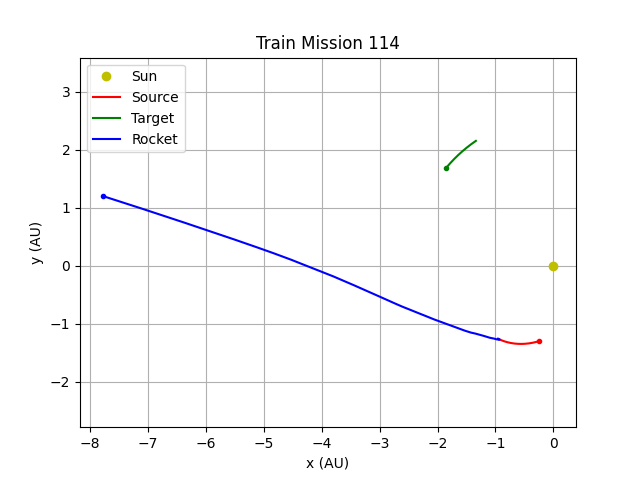 Train Mission 114
Sun
Source
Target
Rocket
3
2
1
0
−1
−2
y (AU)
−8 −7 −6 −5 −4 −3 −2 −1 0
x (AU)